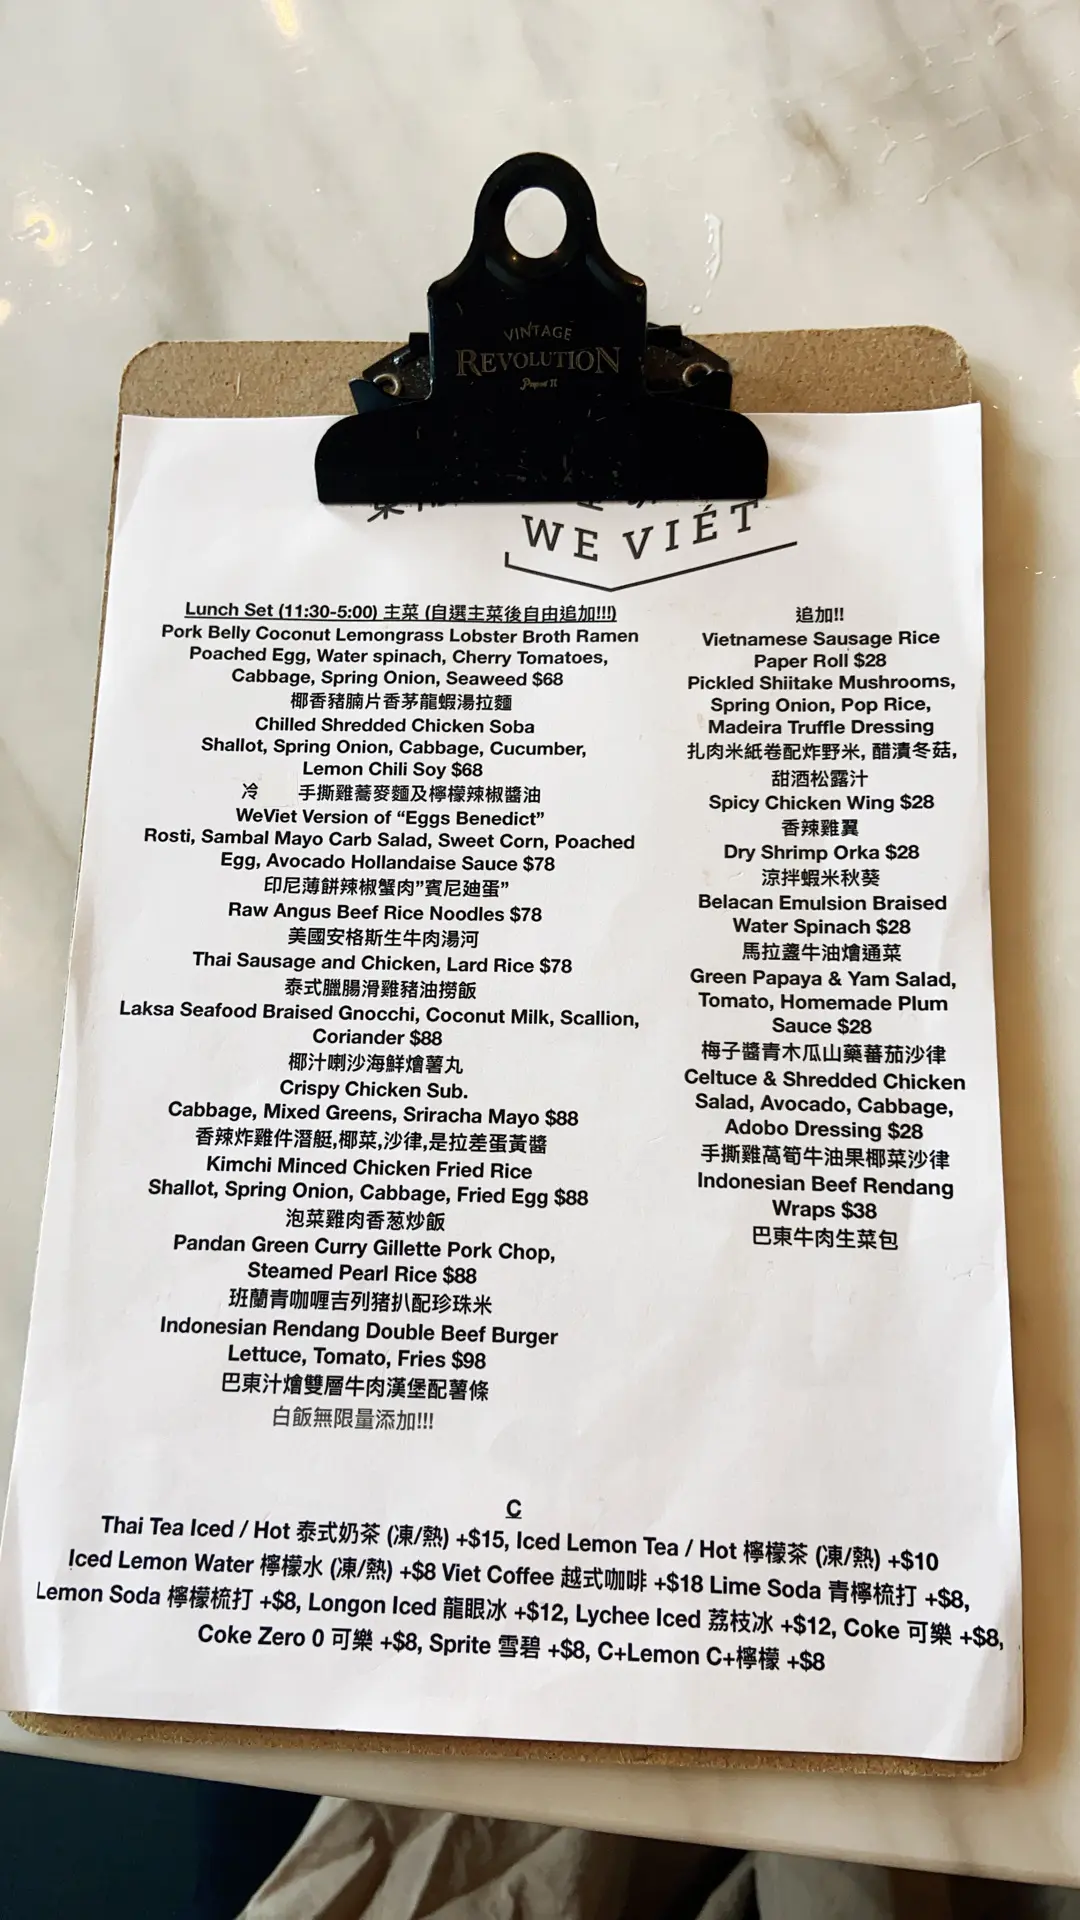 VINTAGE
REVOLUTION
WE VIÉT
Lunch Set (11:30-5:00) 主菜 (自選主菜後自由追加!!!)
Pork Belly Coconut Lemongrass Lobster Broth Ramen
Poached Egg, Water spinach, Cherry Tomatoes,
Cabbage, Spring Onion, Seaweed $68
椰香豬腩片香茅龍蝦湯拉麵
Chilled Shredded Chicken Soba
Shallot, Spring Onion, Cabbage, Cucumber,
Lemon Chili Soy $68
冷 手撕雞蕎麥麵及檸檬辣椒醬油
WeViet Version of “Eggs Benedict”
Rosti, Sambal Mayo Carb Salad, Sweet Corn, Poached
Egg, Avocado Hollandaise Sauce $78
印尼薄餅辣椒蟹肉”賓尼廸蛋”
Raw Angus Beef Rice Noodles $78
美國安格斯生牛肉湯河
Thai Sausage and Chicken, Lard Rice $78
泰式臘腸滑雞豬油撈飯
Laksa Seafood Braised Gnocchi, Coconut Milk, Scallion,
Coriander $88
椰汁喇沙海鮮燴薯丸
Crispy Chicken Sub.
Cabbage, Mixed Greens, Sriracha Mayo $88
香辣炸雞件潛艇,椰菜,沙律,是拉差蛋黃醬
Kimchi Minced Chicken Fried Rice
Shallot, Spring Onion, Cabbage, Fried Egg $88
泡菜雞肉香葱炒飯
Pandan Green Curry Gillette Pork Chop,
Steamed Pearl Rice $88
班蘭青咖喱吉列豬扒配珍珠米
Indonesian Rendang Double Beef Burger
Lettuce, Tomato, Fries $98
巴東汁燴雙層牛肉漢堡配薯條
白飯無限量添加!!!
追加!!
Vietnamese Sausage Rice
Paper Roll $28
Pickled Shiitake Mushrooms,
Spring Onion, Pop Rice,
Madeira Truffle Dressing
扎肉米紙卷配炸野米, 醋漬冬菇,
甜酒松露汁
Spicy Chicken Wing $28
香辣雞翼
Dry Shrimp Orka $28
涼拌蝦米秋葵
Belacan Emulsion Braised
Water Spinach $28
馬拉盞牛油燴通菜
Green Papaya & Yam Salad,
Tomato, Homemade Plum
Sauce $28
梅子醬青木瓜山藥蕃茄沙律
Celtuce & Shredded Chicken
Salad, Avocado, Cabbage,
Adobo Dressing $28
手撕雞萵筍牛油果椰菜沙律
Indonesian Beef Rendang
Wraps $38
巴東牛肉生菜包
C
Thai Tea Iced / Hot 泰式奶茶 (凍/熱) +$15, Iced Lemon Tea / Hot 檸檬茶 (凍/熱) +$10
Iced Lemon Water 檸檬水 (凍/熱) +$8 Viet Coffee 越式咖啡 +$18 Lime Soda 青檸梳打 +$8,
Lemon Soda 檸檬梳打 +$8, Longon Iced 龍眼冰 +$12, Lychee Iced 荔枝冰 +$12, Coke 可樂 +$8,
Coke Zero 0 可樂 +$8, Sprite 雪碧 +$8, C+Lemon C+檸檬 +$8